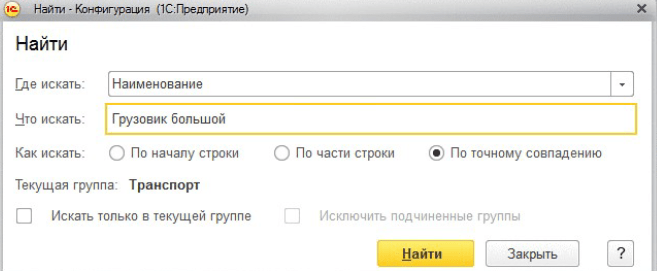 1С Найти - Конфигурация (1С:Предприятие) ×
Найти
Где искать: Наименование
Что искать: Грузовик большой
Как искать: По началу строки По части строки По точному совпадению
Текущая группа: Транспорт
Искать только в текущей группе Исключить подчиненные группы
Найти Закрыть ?